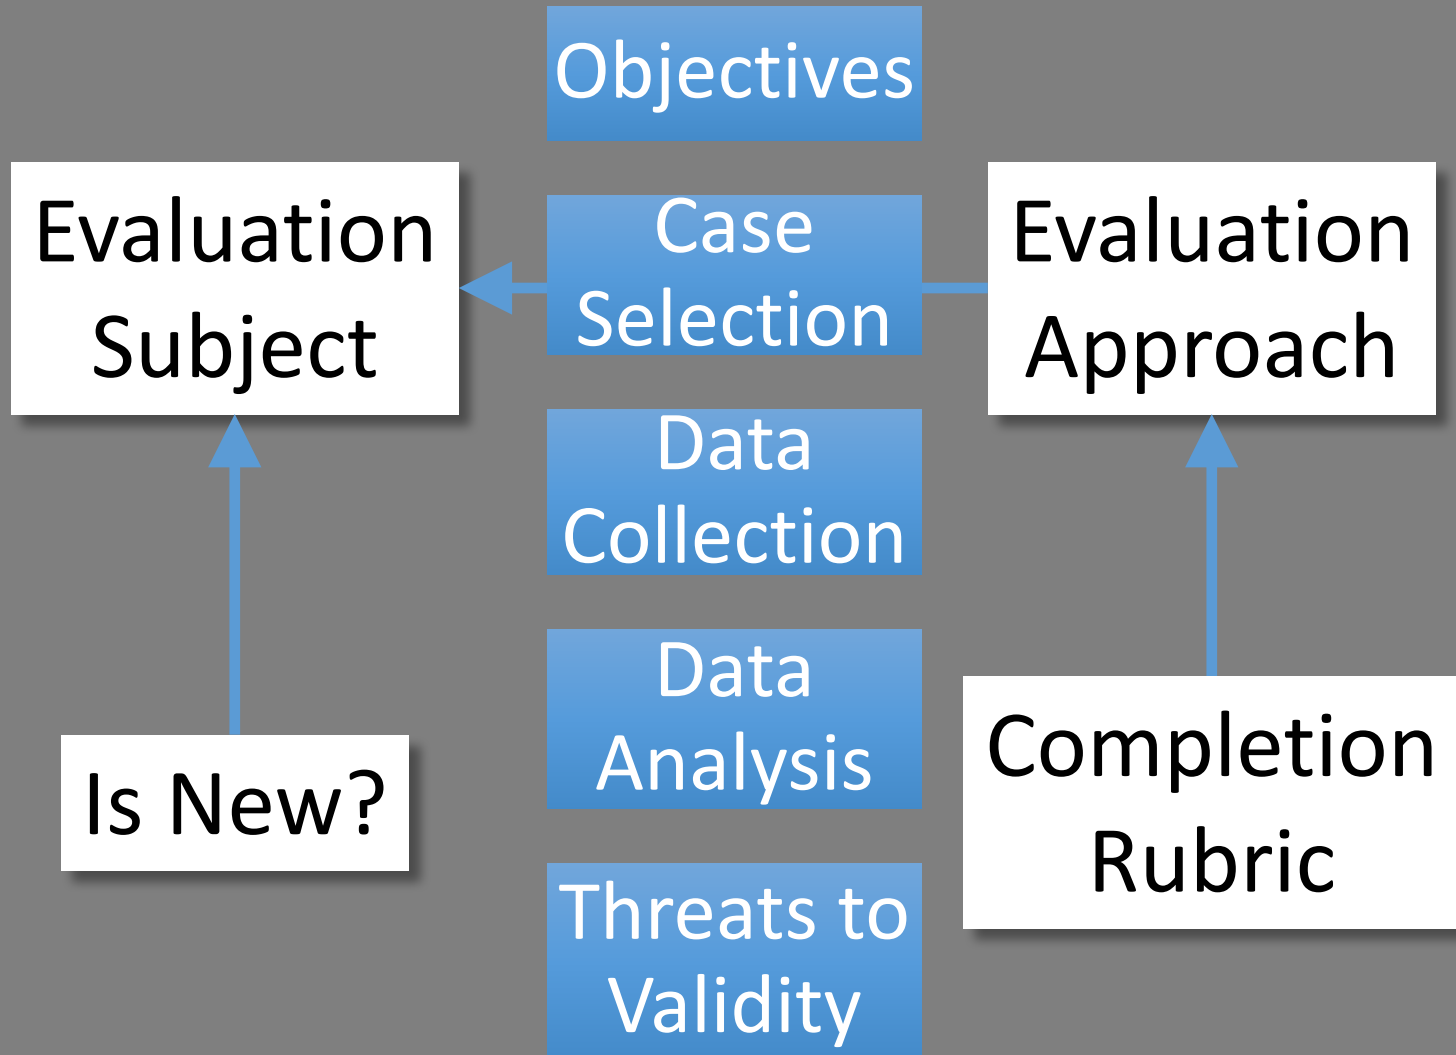 Objectives
Evaluation
Subject
Case
Selection
Evaluation
Approach
Data
Collection
Data
Analysis
Is New?
Completion
Rubric
Threats to
Validity